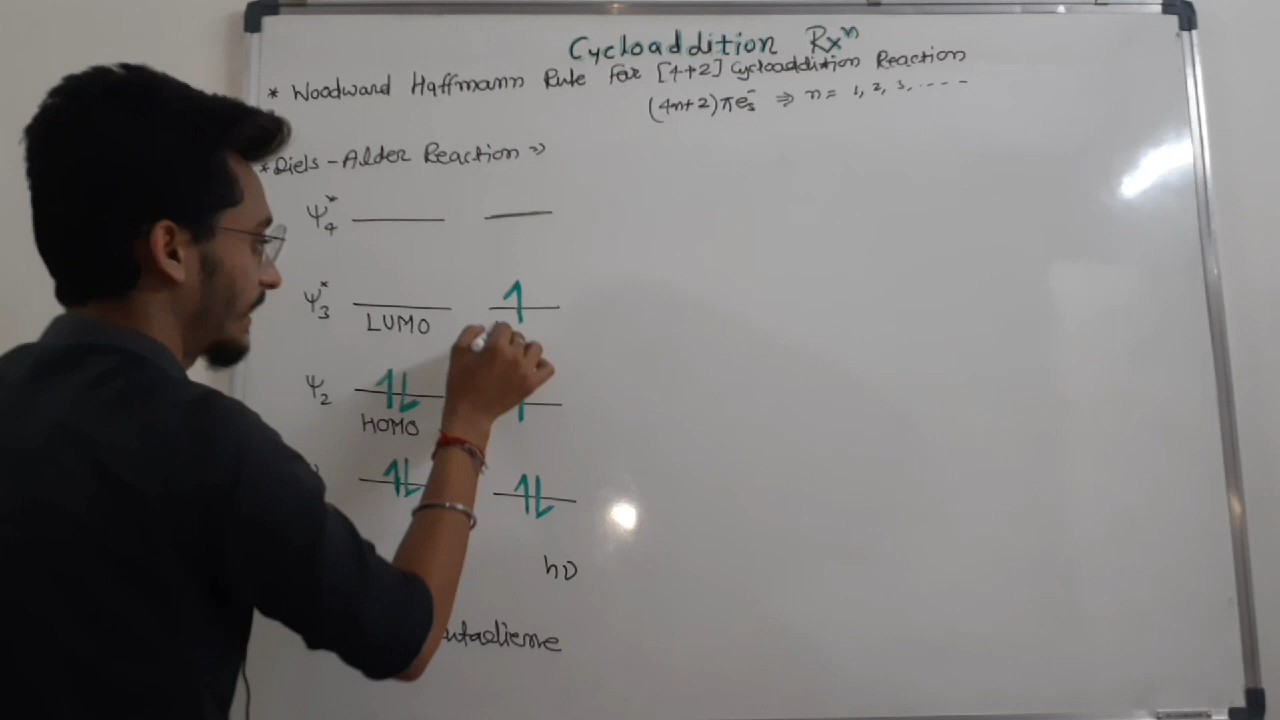 Cycloaddition Rxⁿ
* Woodward Haffmann Rule For [4+2] Cycloaddition Reaction
(4n+2)πe⁻s ⇒ n = 1, 2, 3, ----
* Diels-Alder Reaction ⇒
Ψ4*
Ψ3*
LUMO
Ψ2
HOMO
hν